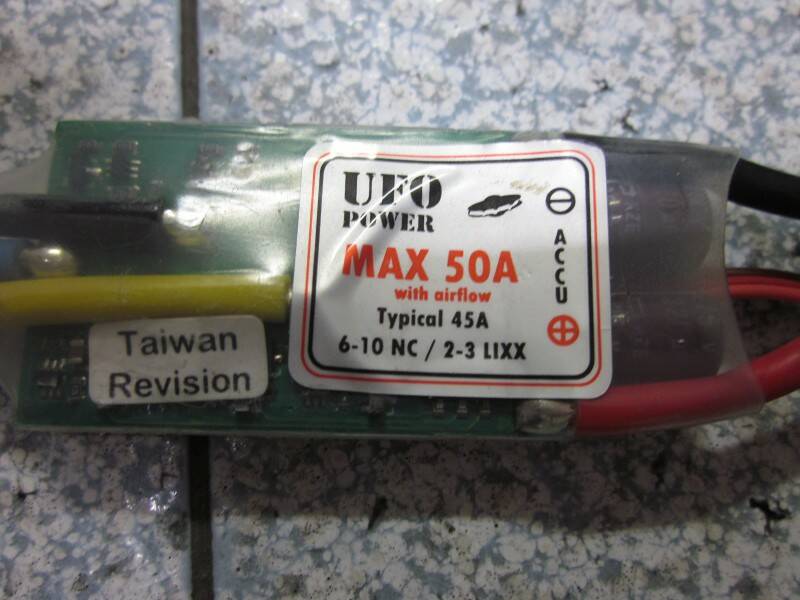 UFO
POWER
MAX 50A
with airflow
Typical 45A
6-10 NC / 2-3 LIXX
ACCU
Taiwan
Revision